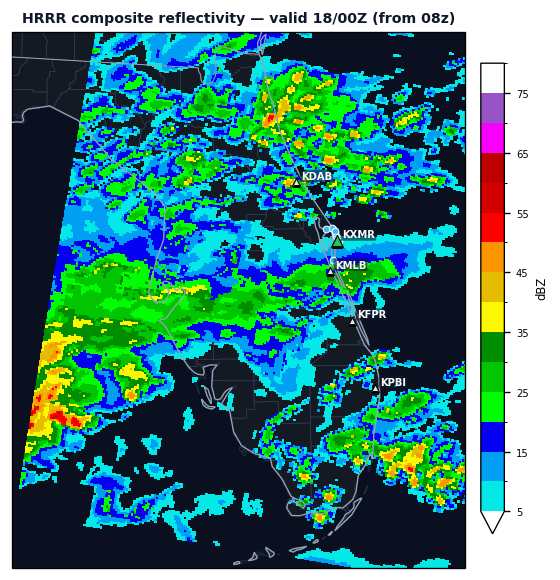 HRRR composite reflectivity — valid 18/00Z (from 08z)
KDAB
KXMR
KMLB
KFPR
KPBI
75
65
55
45
35
25
15
5
dBZ